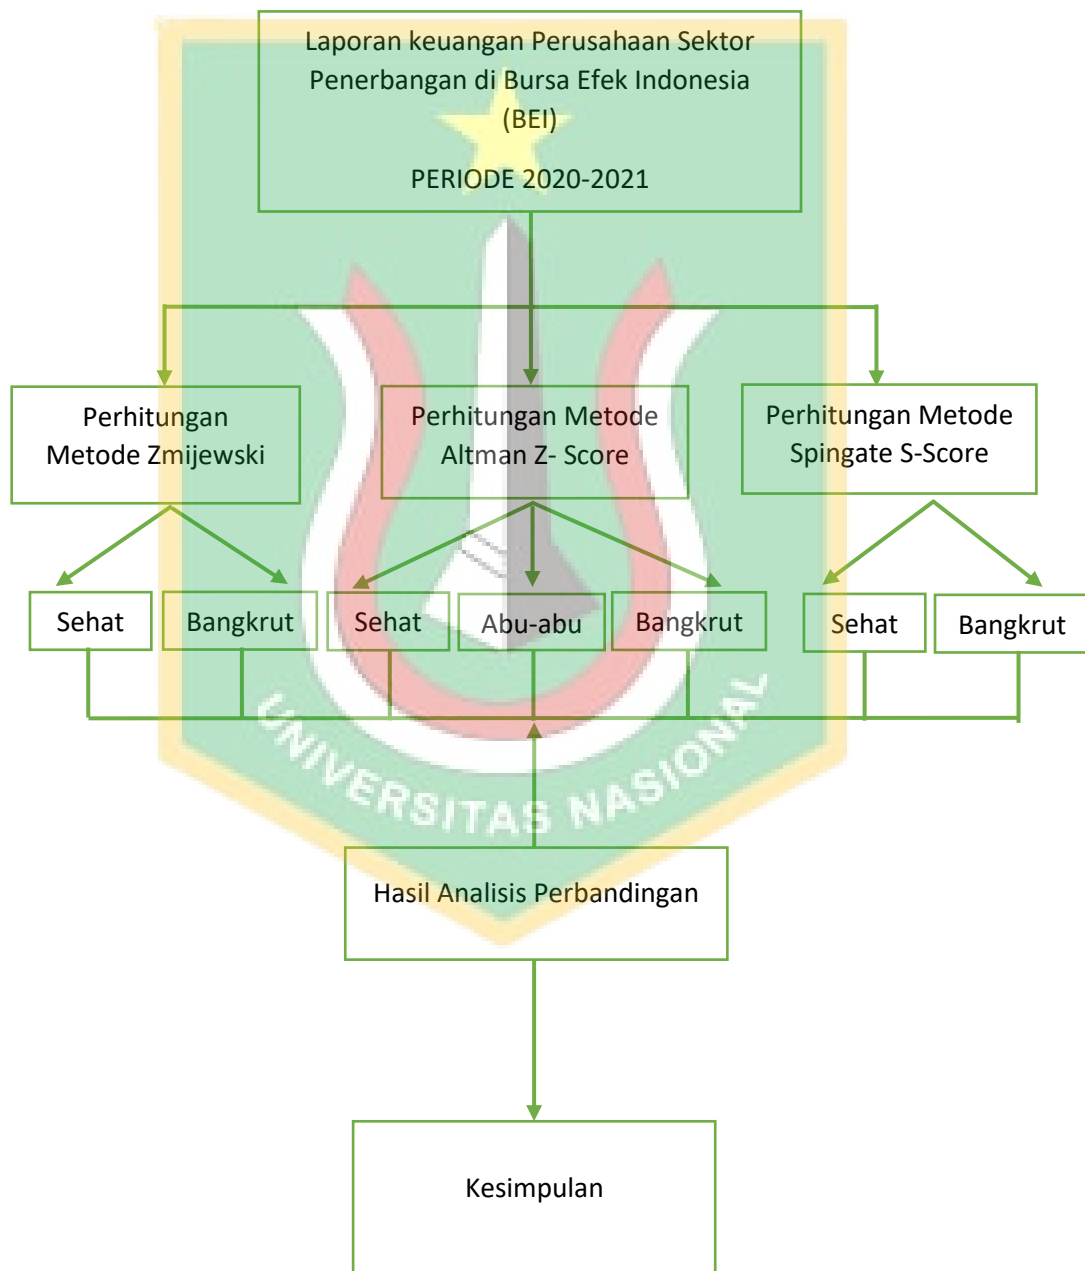 Laporan keuangan Perusahaan Sektor
Penerbangan di Bursa Efek Indonesia
(BEI)
PERIODE 2020-2021
Perhitungan
Metode Zmijewski
Perhitungan Metode
Altman Z- Score
Perhitungan Metode
Spingate S-Score
Sehat
Bangkrut
Sehat
Abu-abu
Bangkrut
Sehat
Bangkrut
UNIVERSITAS NASIONAL
Hasil Analisis Perbandingan
Kesimpulan